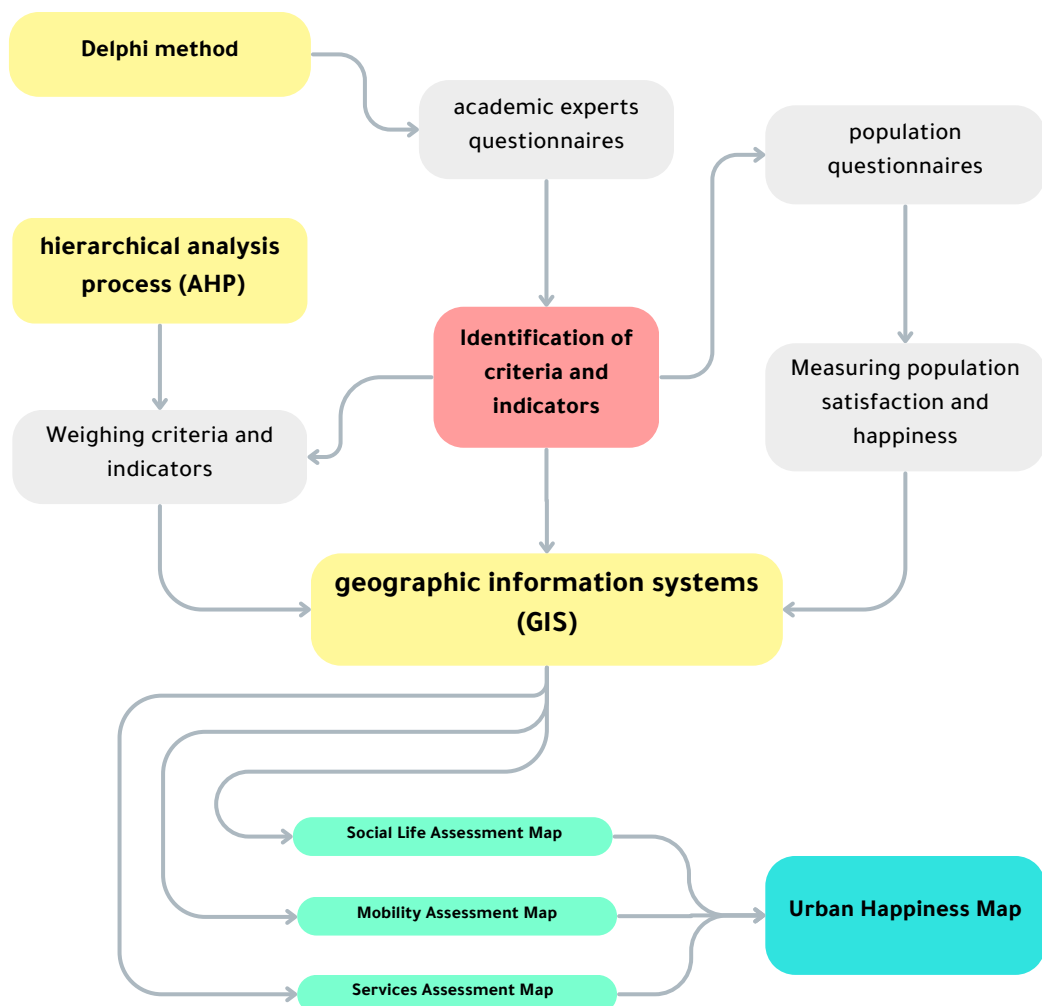 Delphi method
academic experts
questionnaires
population
questionnaires
hierarchical analysis
process (AHP)
Identification of
criteria and
indicators
Measuring population
satisfaction and
happiness
Weighing criteria and
indicators
geographic information systems
(GIS)
Social Life Assessment Map
Mobility Assessment Map
Urban Happiness Map
Services Assessment Map